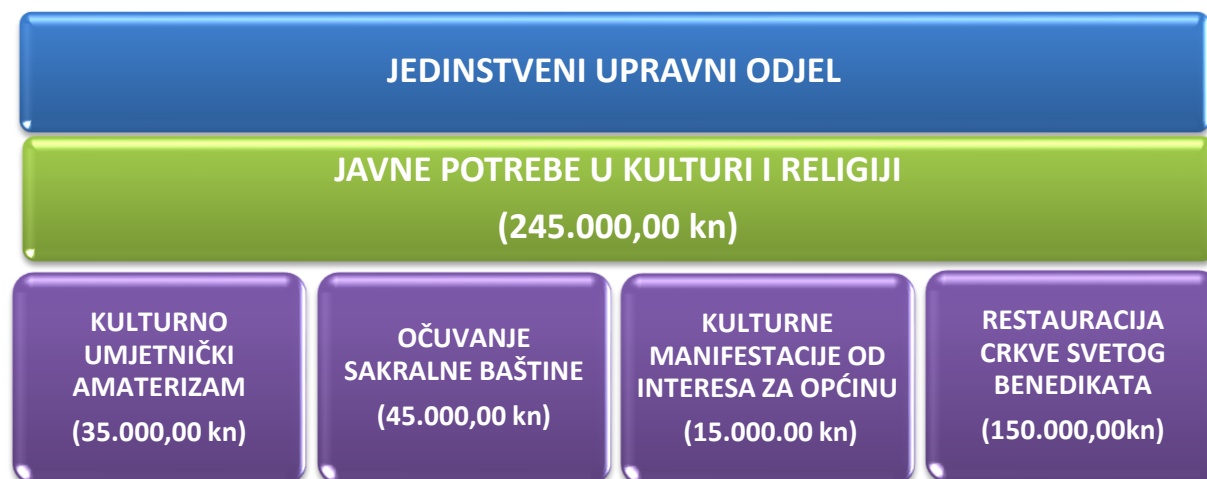 JEDINSTVENI UPRAVNI ODJEL
JAVNE POTREBE U KULTURI I RELIGIJI
(245.000,00 kn)
KULTURNO
UMJETNIČKI
AMATERIZAM
(35.000,00 kn)
OČUVANJE
SAKRALNE BAŠTINE
(45.000,00 kn)
KULTURNE
MANIFESTACIJE OD
INTERESA ZA OPĆINU
(15.000.00 kn)
RESTAURACIJA
CRKVE SVETOG
BENEDIKATA
(150.000,00kn)